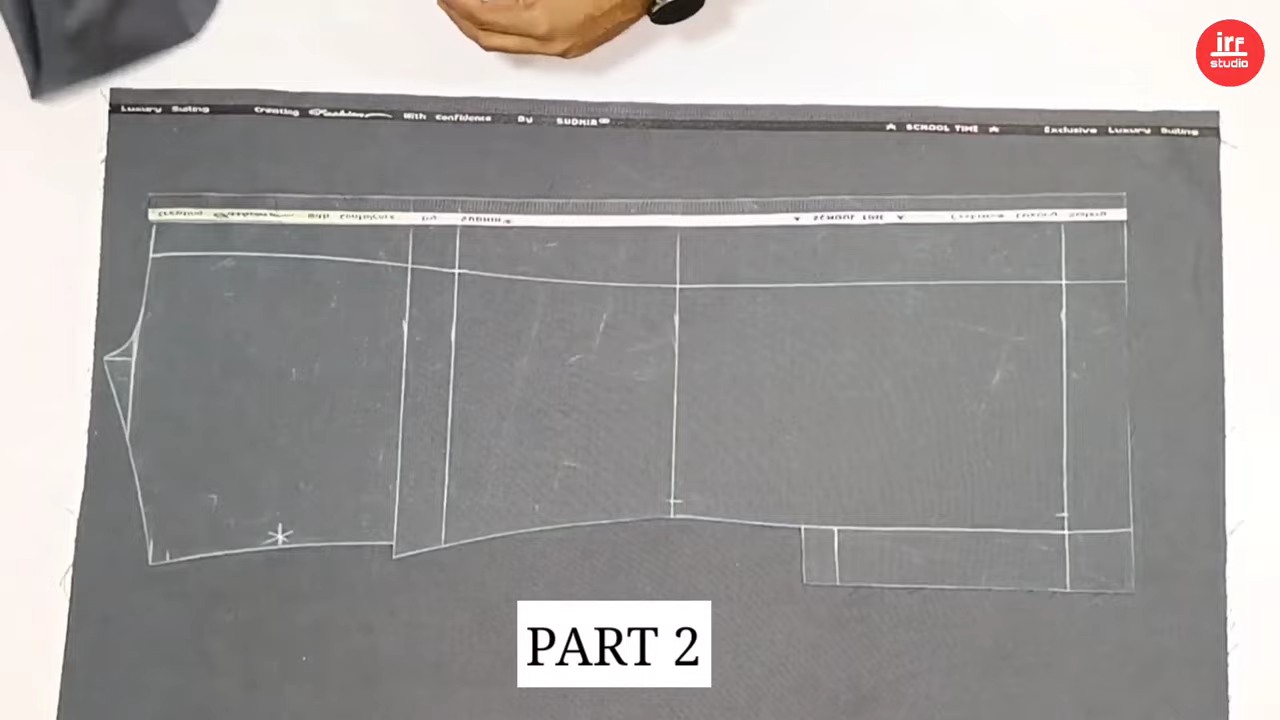 irF
studio
Luxury Suiting Creating With Confidence By SUDHIR SCHOOL TIME Exclusive Luxury Suiting
PART 2